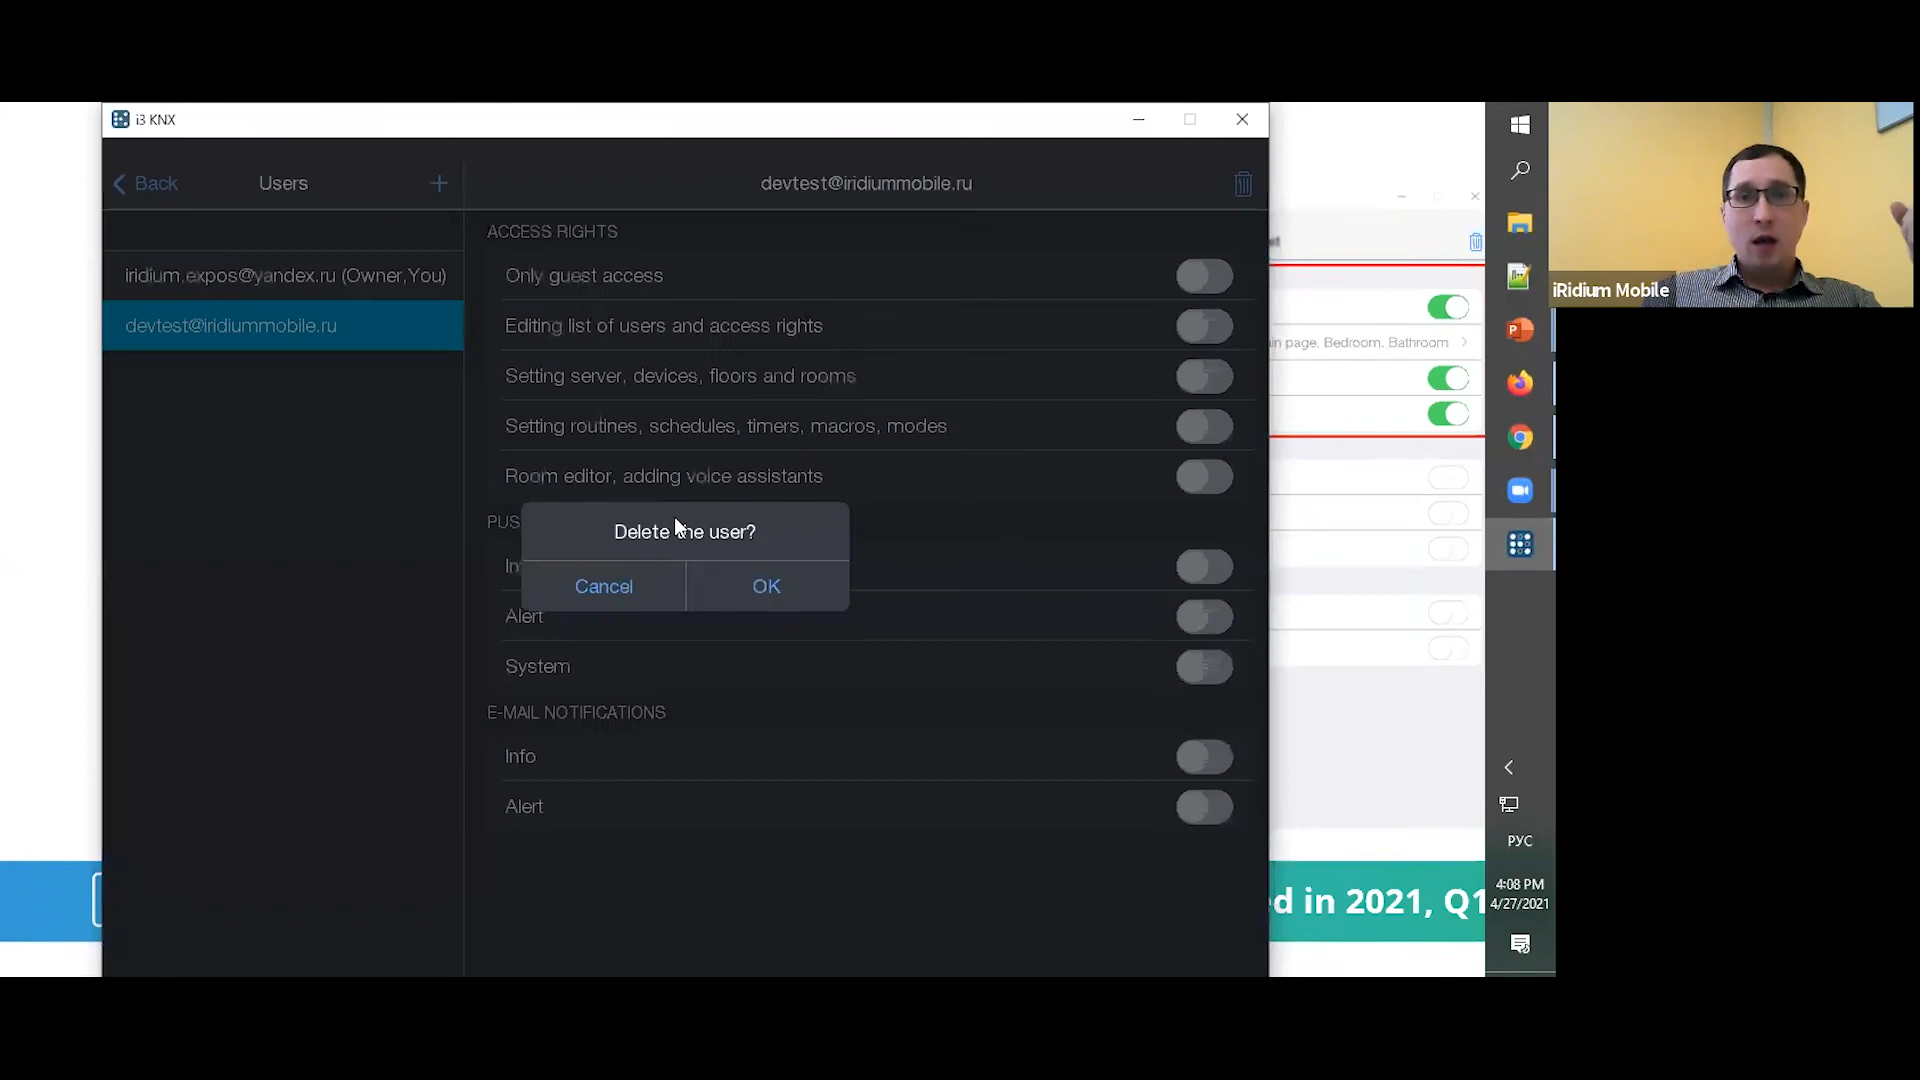 i3 KNX
Back
Users
+
devtest@iridiummobile.ru
iridium.expos@yandex.ru (Owner,You)
devtest@iridiummobile.ru
ACCESS RIGHTS
Only guest access
Editing list of users and access rights
Setting server, devices, floors and rooms
Setting routines, schedules, timers, macros, modes
Room editor, adding voice assistants
PUS
Delete the user?
Cancel
OK
Alert
System
E-MAIL NOTIFICATIONS
Info
Alert
in page, Bedroom, Bathroom
ed in 2021, Q1
iRidium Mobile
РУС
4:08 PM
4/27/2021